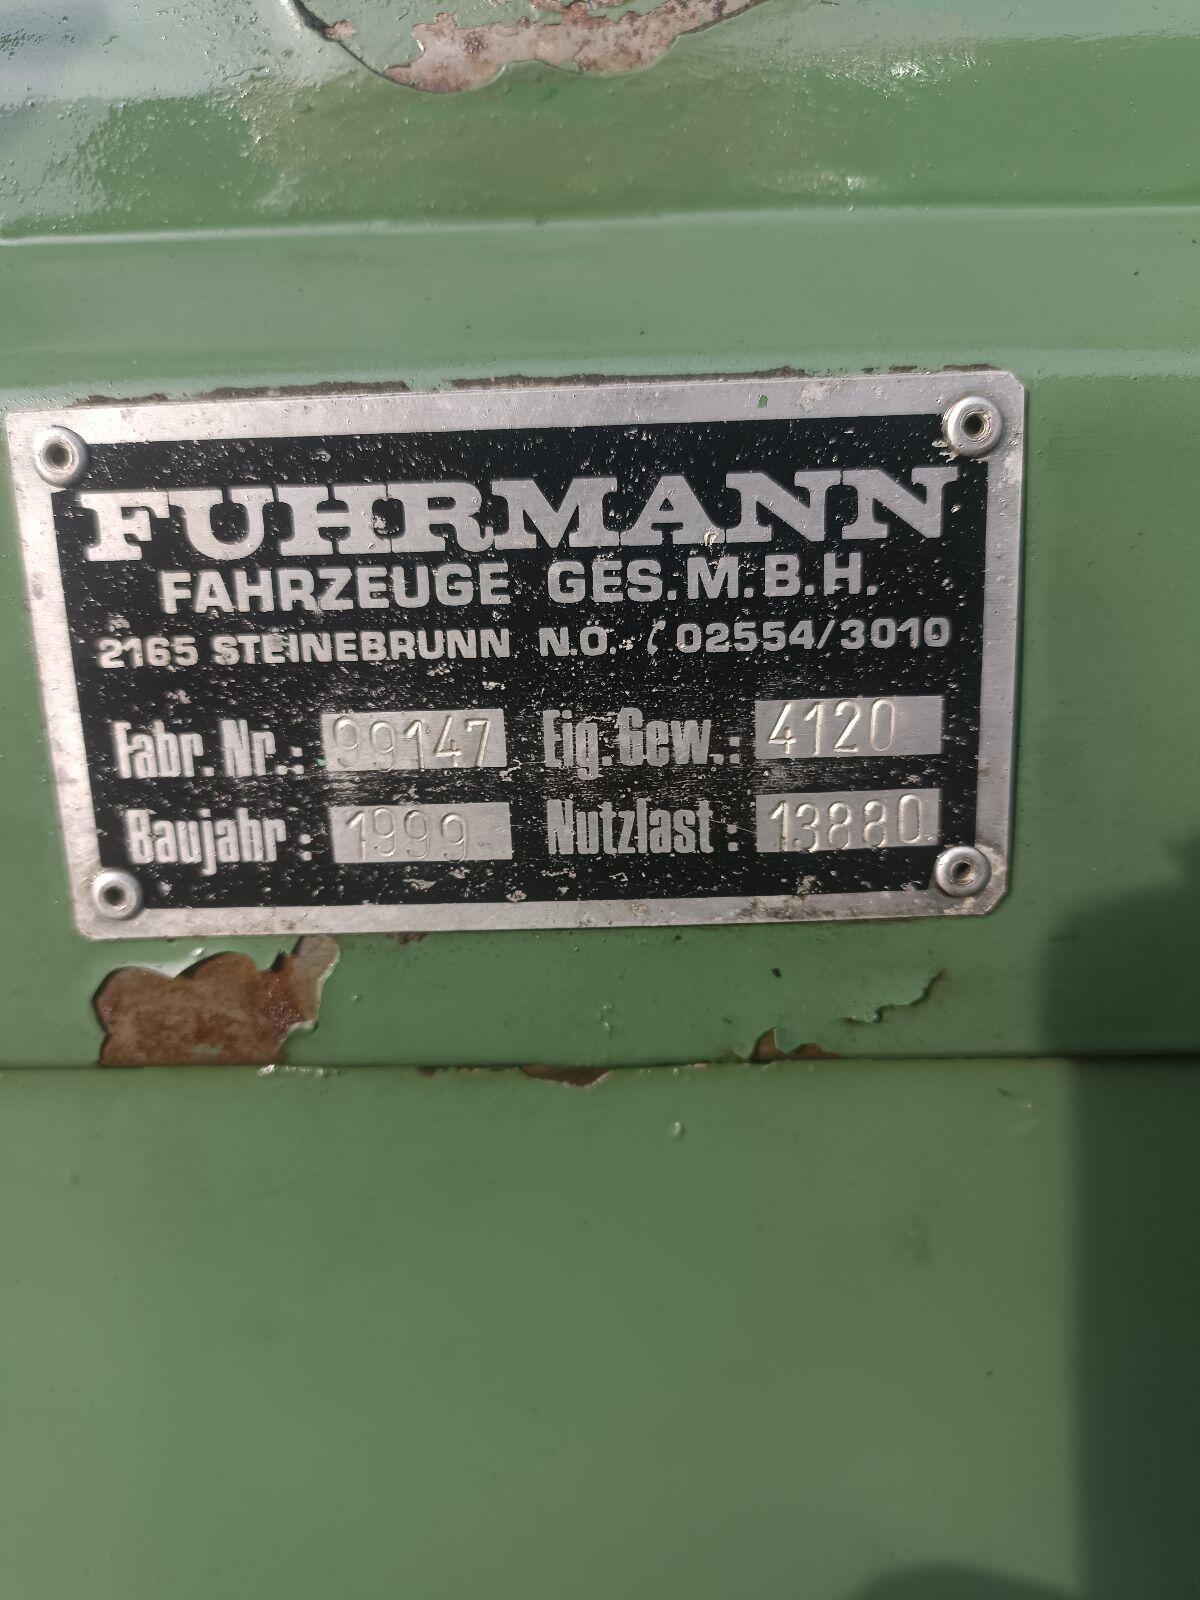 FUHRMANN
FAHRZEUGE GES.M.B.H.
2165 STEINEBRUNN N.Ö. ✆ 02554/3010
Fabr. Nr.: 99147 Eig. Gew.: 4120
Baujahr: 1999 Nutzlast: 13880